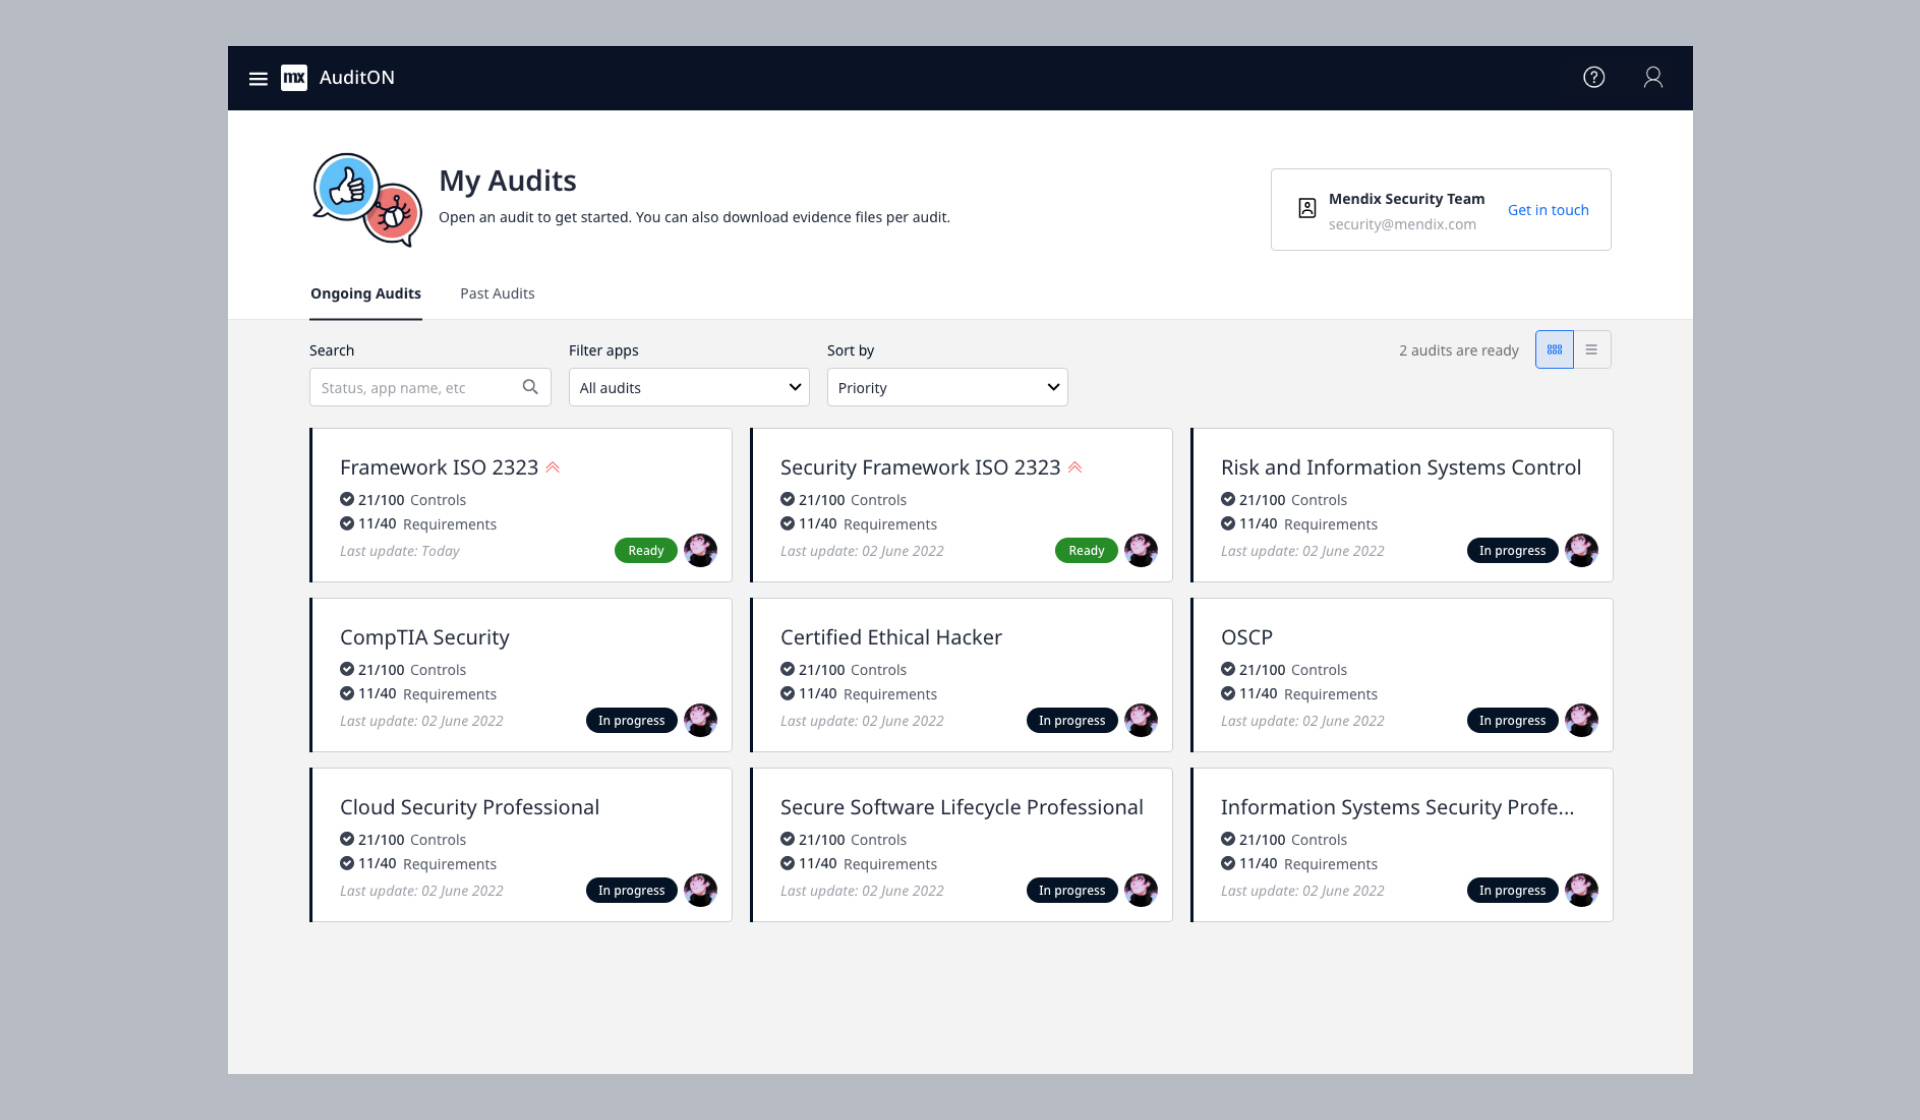 mx AuditON
My Audits
Open an audit to get started. You can also download evidence files per audit.
Mendix Security Team
security@mendix.com
Get in touch
Ongoing Audits
Past Audits
Search
Filter apps
Sort by
2 audits are ready
Status, app name, etc
All audits
Priority
Framework ISO 2323
21/100 Controls
11/40 Requirements
Last update: Today
Ready
Security Framework ISO 2323
21/100 Controls
11/40 Requirements
Last update: 02 June 2022
Ready
Risk and Information Systems Control
21/100 Controls
11/40 Requirements
Last update: 02 June 2022
In progress
CompTIA Security
21/100 Controls
11/40 Requirements
Last update: 02 June 2022
In progress
Certified Ethical Hacker
21/100 Controls
11/40 Requirements
Last update: 02 June 2022
In progress
OSCP
21/100 Controls
11/40 Requirements
Last update: 02 June 2022
In progress
Cloud Security Professional
21/100 Controls
11/40 Requirements
Last update: 02 June 2022
In progress
Secure Software Lifecycle Professional
21/100 Controls
11/40 Requirements
Last update: 02 June 2022
In progress
Information Systems Security Profe...
21/100 Controls
11/40 Requirements
Last update: 02 June 2022
In progress